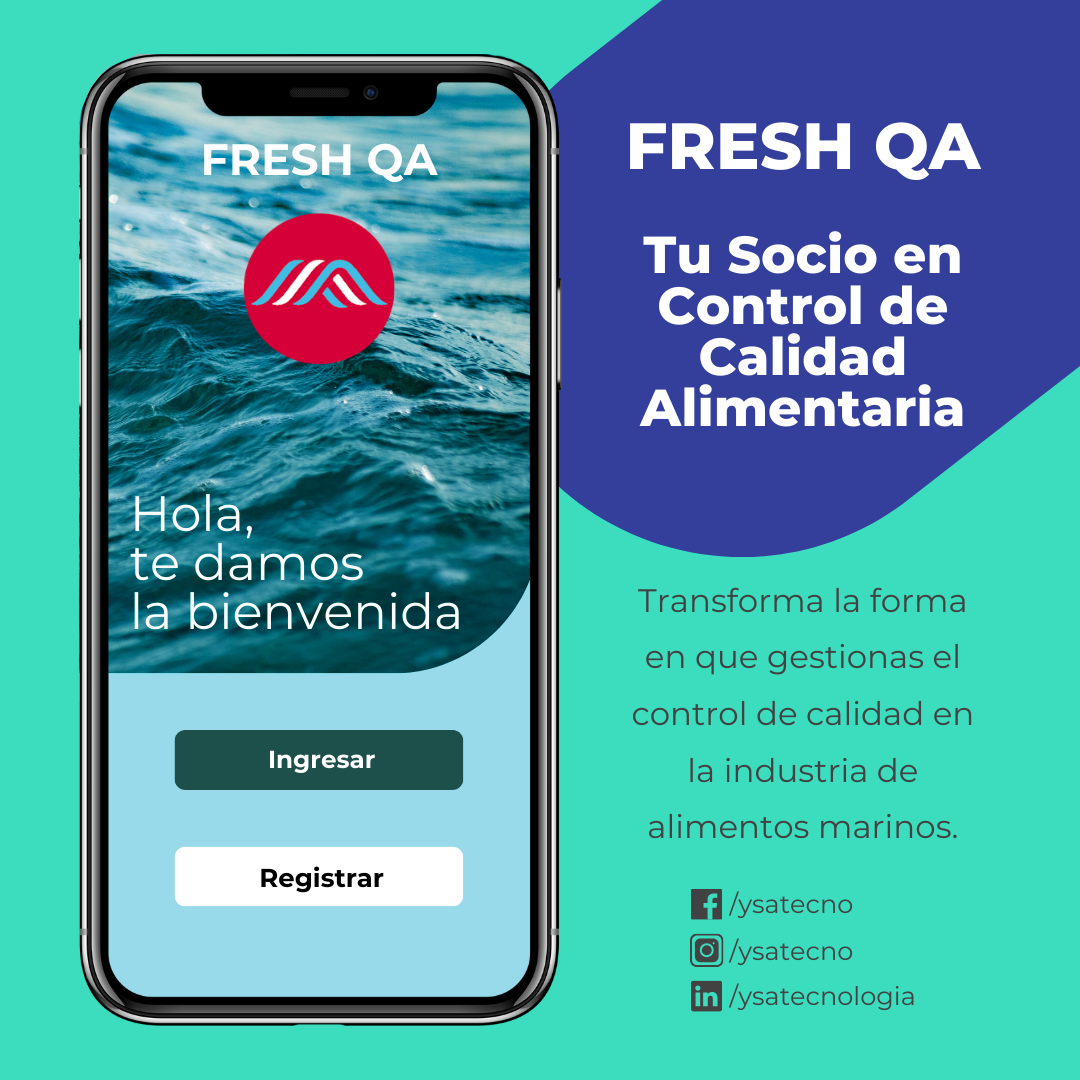 FRESH QA
Hola,
te damos
la bienvenida
Ingresar
Registrar
FRESH QA
Tu Socio en
Control de
Calidad
Alimentaria
Transforma la forma
en que gestionas el
control de calidad en
la industria de
alimentos marinos.
/ysatecno
/ysatecno
/ysatecnologia